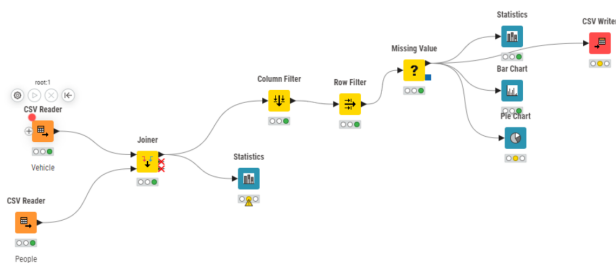 Statistics
CSV Writer
Missing Value
?
Bar Chart
Column Filter
Row Filter
Pie Chart
root:1
CSV Reader
Joiner
Vehicle
Statistics
CSV Reader
People